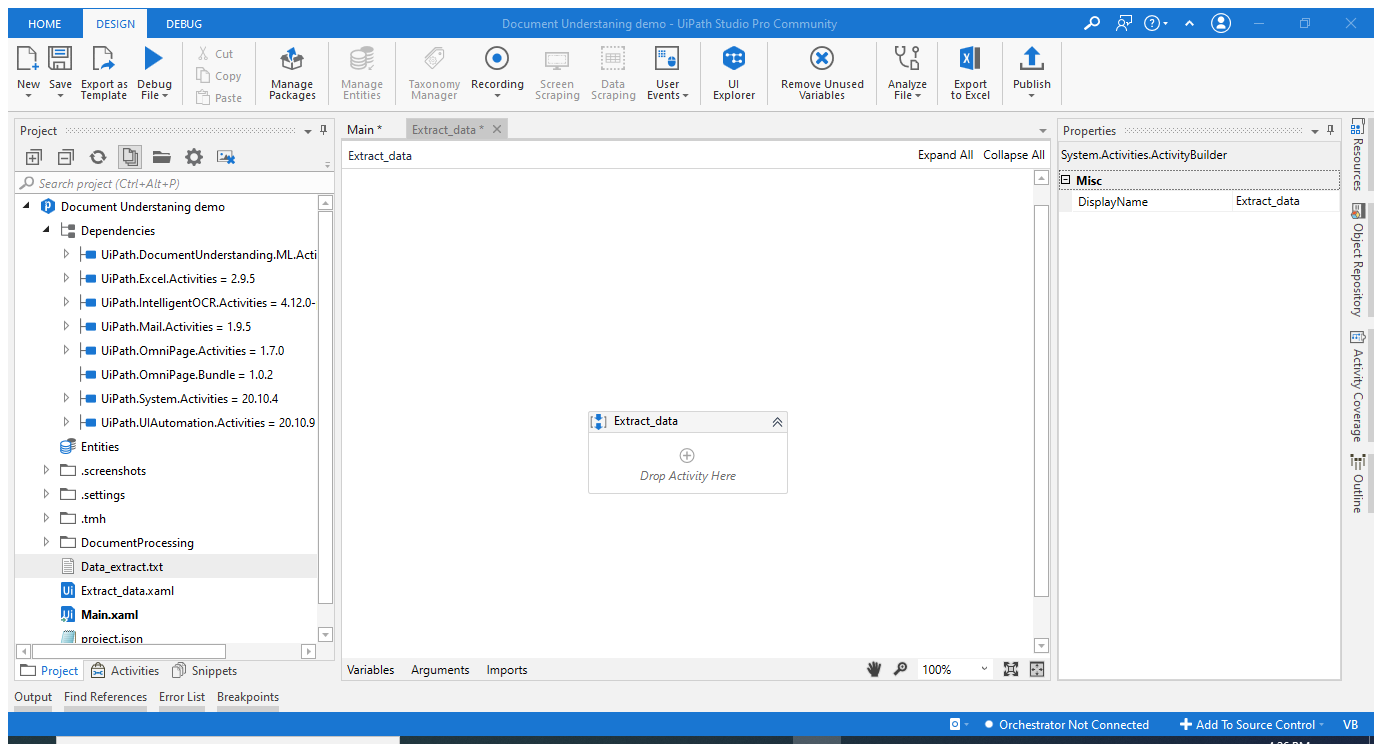 HOME DESIGN DEBUG Document Understaning demo - UiPath Studio Pro Community
New Save Export as Template Debug File Cut Copy Paste Manage Packages Manage Entities Taxonomy Manager Recording Screen Scraping Data Scraping User Events UI Explorer Remove Unused Variables Analyze File Export to Excel Publish
Project
Search project (Ctrl+Alt+P)
Document Understaning demo
Dependencies
UiPath.DocumentUnderstanding.ML.Acti
UiPath.Excel.Activities = 2.9.5
UiPath.IntelligentOCR.Activities = 4.12.0-
UiPath.Mail.Activities = 1.9.5
UiPath.OmniPage.Activities = 1.7.0
UiPath.OmniPage.Bundle = 1.0.2
UiPath.System.Activities = 20.10.4
UiPath.UIAutomation.Activities = 20.10.9
Entities
.screenshots
.settings
.tmh
DocumentProcessing
Data_extract.txt
Extract_data.xaml
Main.xaml
project.json
Project Activities Snippets
Main * Extract_data *
Extract_data Expand All Collapse All
Extract_data
Drop Activity Here
Variables Arguments Imports 100%
Properties
System.Activities.ActivityBuilder
Misc
DisplayName Extract_data
Resources
Object Repository
Activity Coverage
Outline
Output Find References Error List Breakpoints
Orchestrator Not Connected Add To Source Control VB